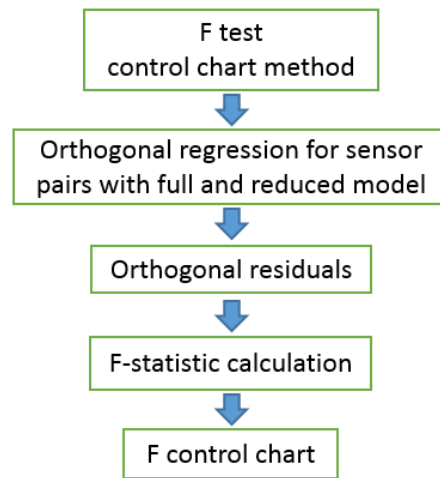 F test
control chart method
Orthogonal regression for sensor
pairs with full and reduced model
Orthogonal residuals
F-statistic calculation
F control chart